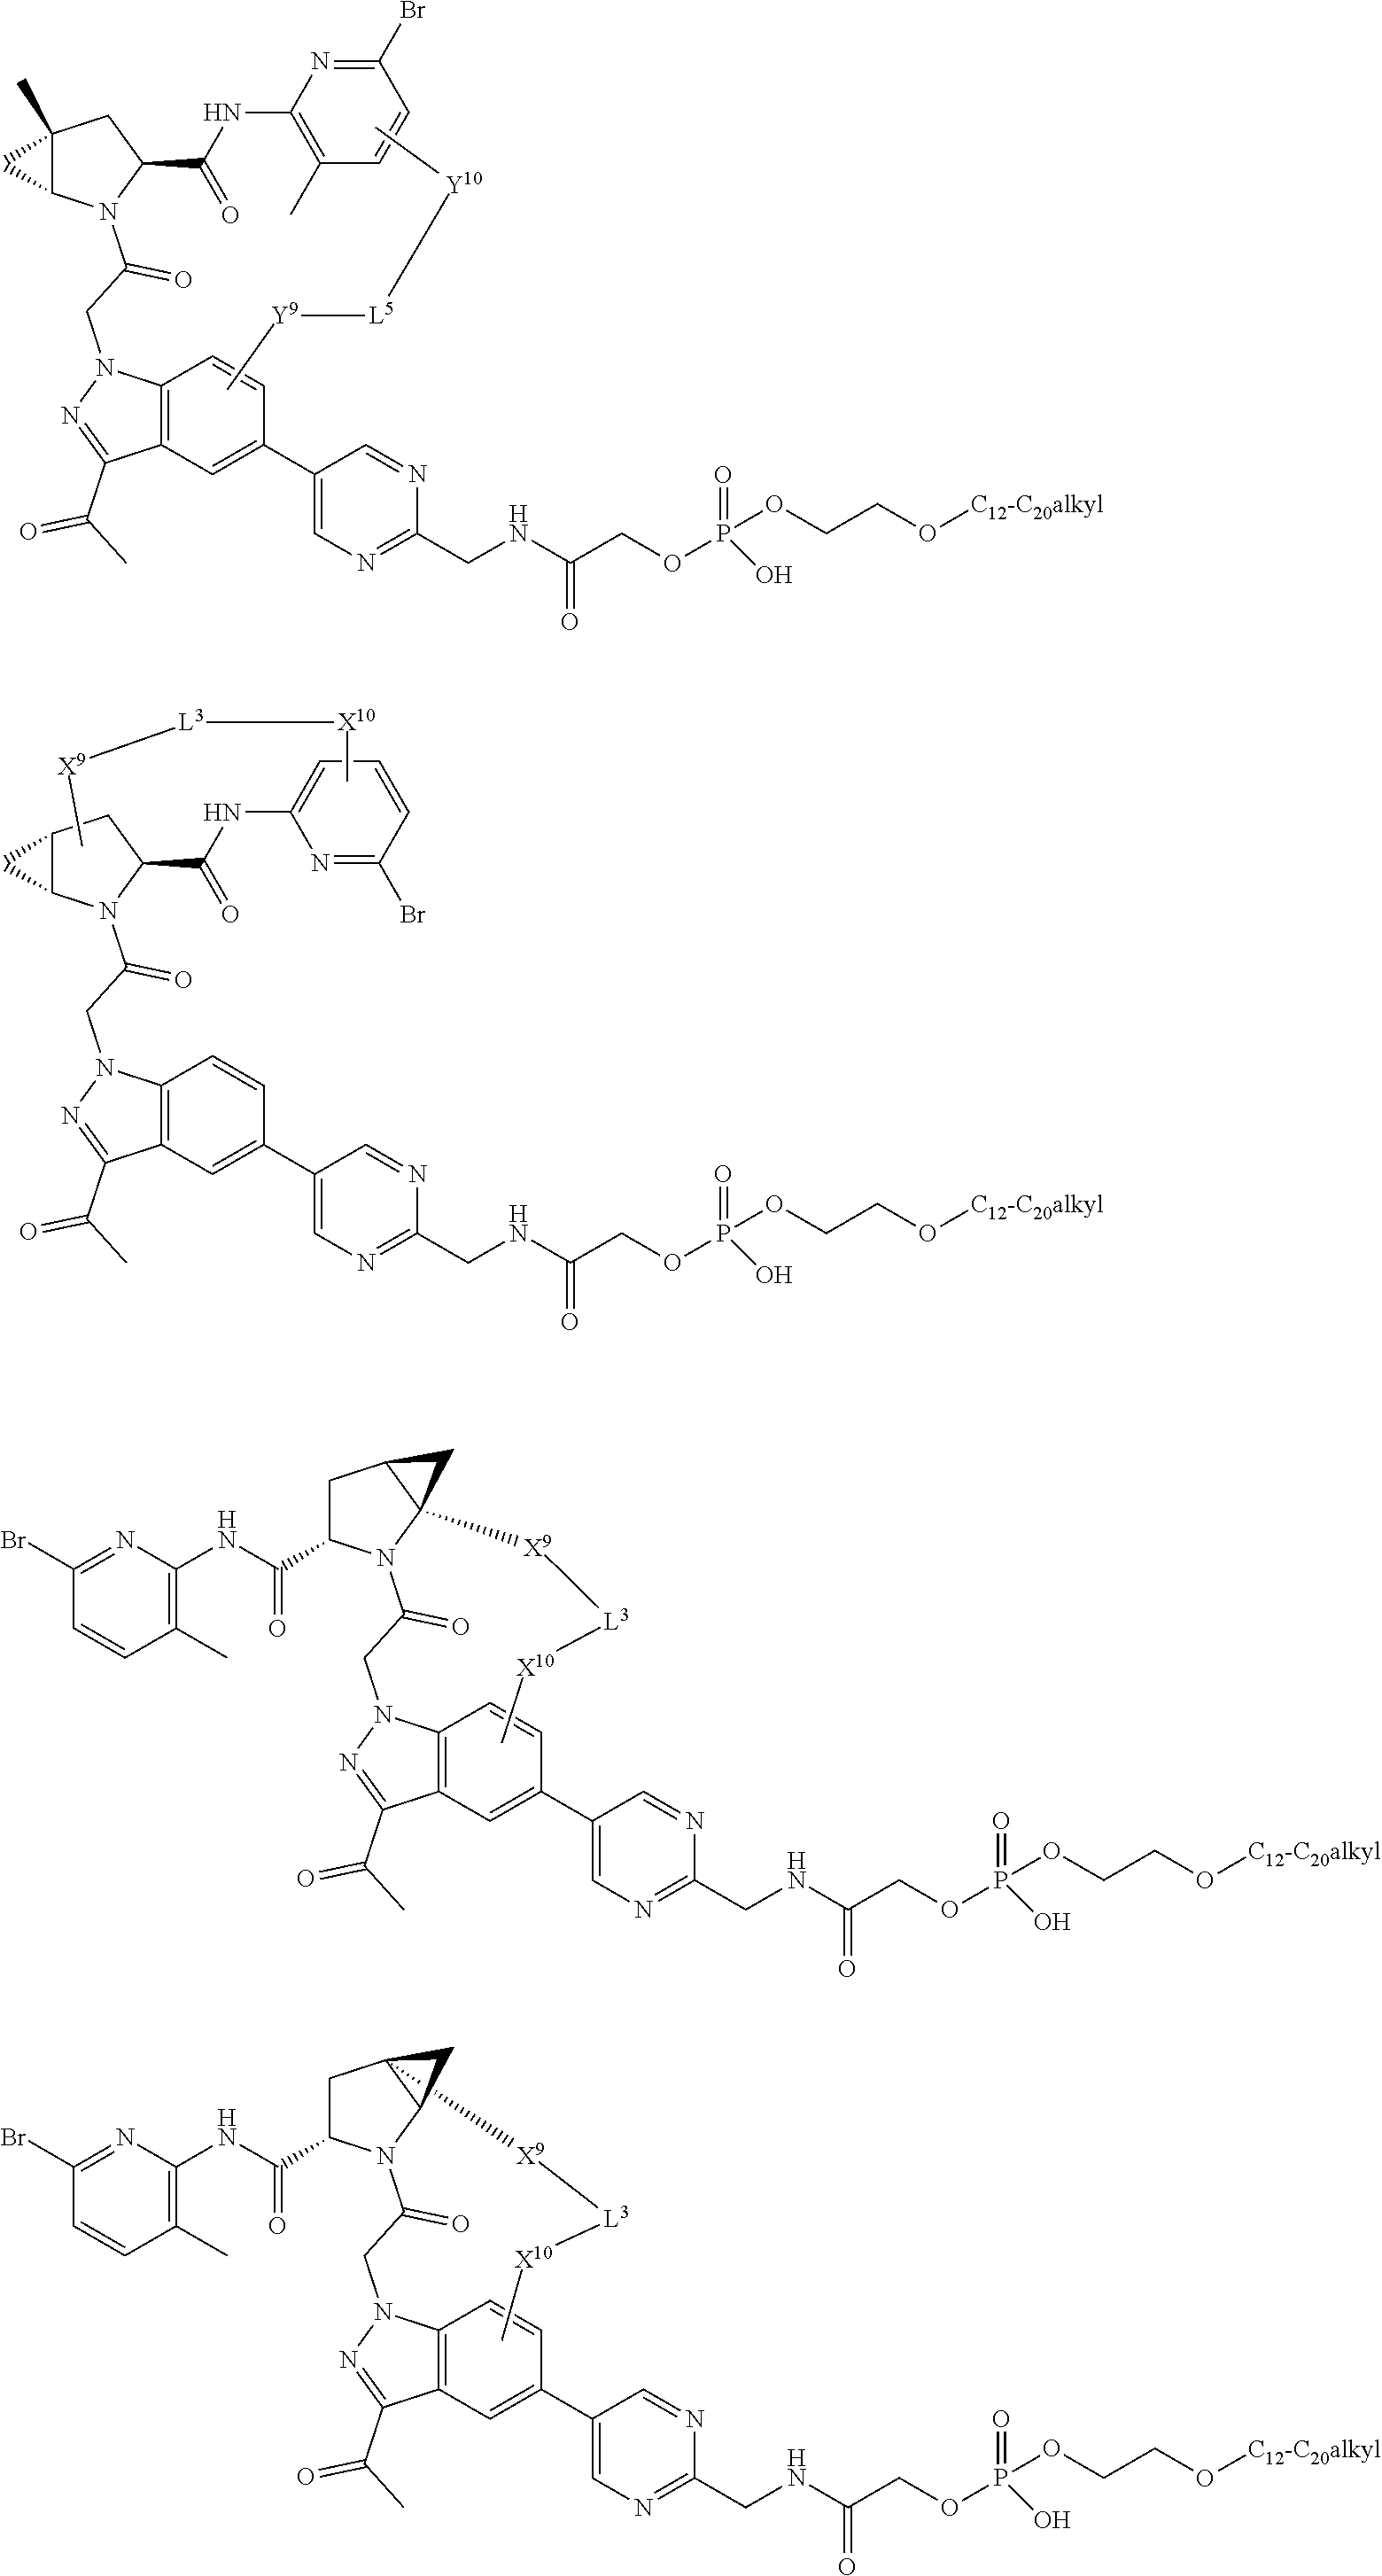 Br
N
HN
Y¹⁰
O
N
O
Y⁹ L⁵
N
N
N
O O C₁₂-C₂₀alkyl
H
O N P O
N O OH
O
L³ X¹⁰
X⁹
HN
N
O
N Br
O
N
N
N
O O C₁₂-C₂₀alkyl
H
O N P O
N O OH
O
H
Br N N X⁹
N
O O L³
X¹⁰
N
N
N
O O C₁₂-C₂₀alkyl
H
O N P O
N O OH
O
H
Br N N X⁹
N
O O L³
X¹⁰
N
N
N
O O C₁₂-C₂₀alkyl
H
O N P O
N O OH
O